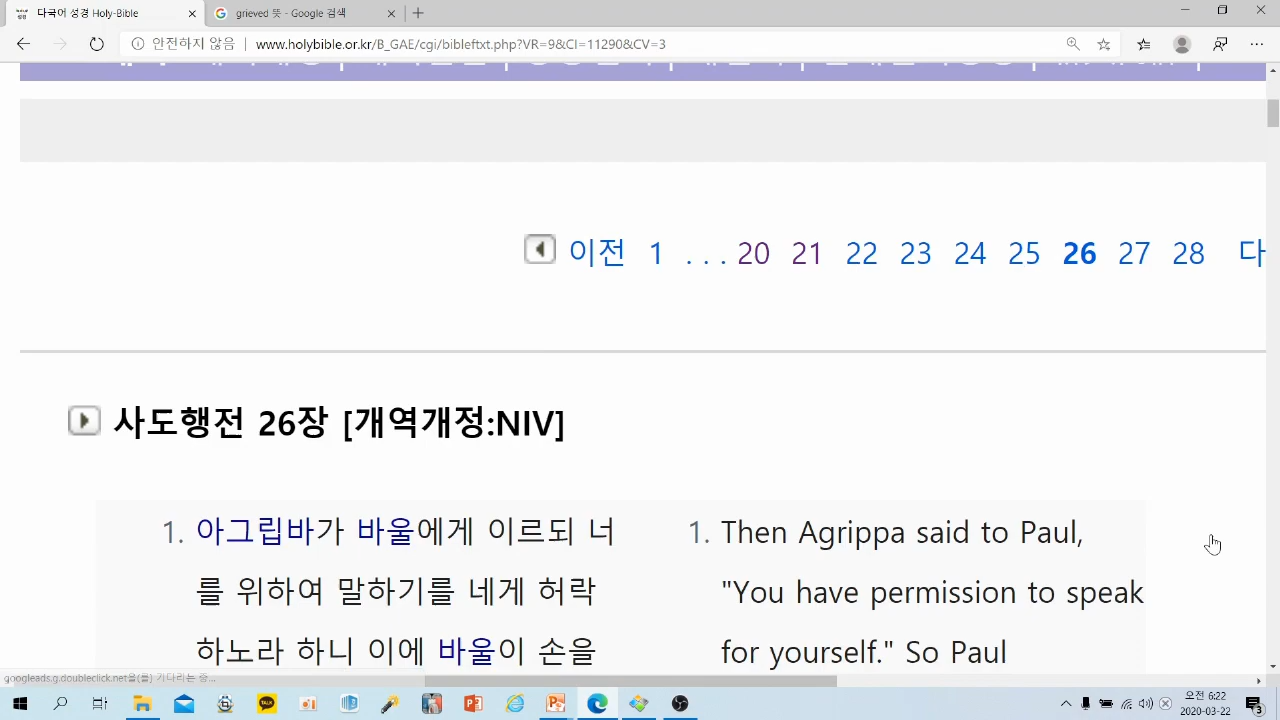 다국어 성경 Holy-Bible
grieved 뜻 - Google 검색
안전하지 않음
www.holybible.or.kr/B_GAE/cgi/bibleftxt.php?VR=9&CI=11290&CV=3
이전 1 ... 20 21 22 23 24 25 26 27 28 다
사도행전 26장 [개역개정:NIV]
1. 아그립바가 바울에게 이르되 너
를 위하여 말하기를 네게 허락
하노라 하니 이에 바울이 손을
1. Then Agrippa said to Paul,
"You have permission to speak
for yourself." So Paul
googleads.g.doubleclick.net을(를) 기다리는 중...
TALK
오전 6:22
2020-03-22
3